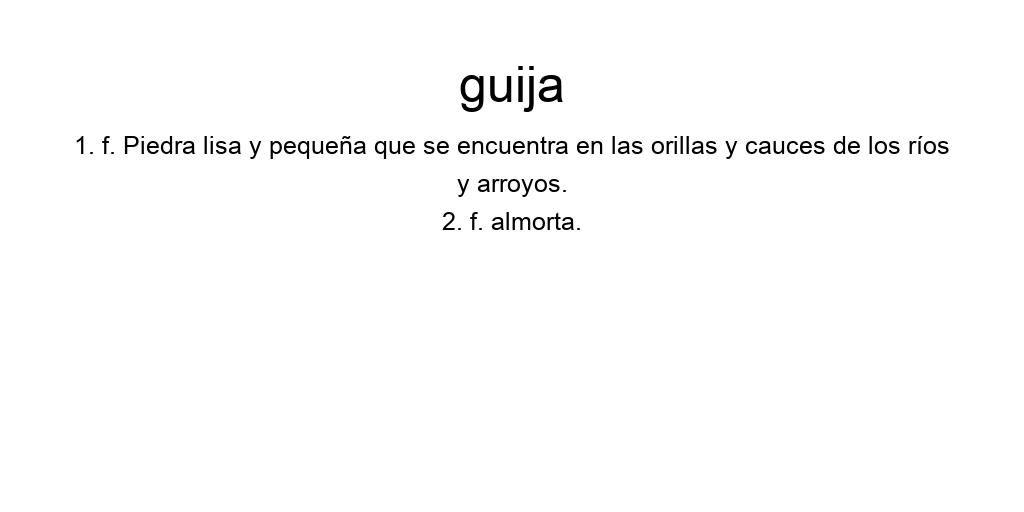 guija
1. f. Piedra lisa y pequeña que se encuentra en las orillas y cauces de los ríos
y arroyos.
2. f. almorta.